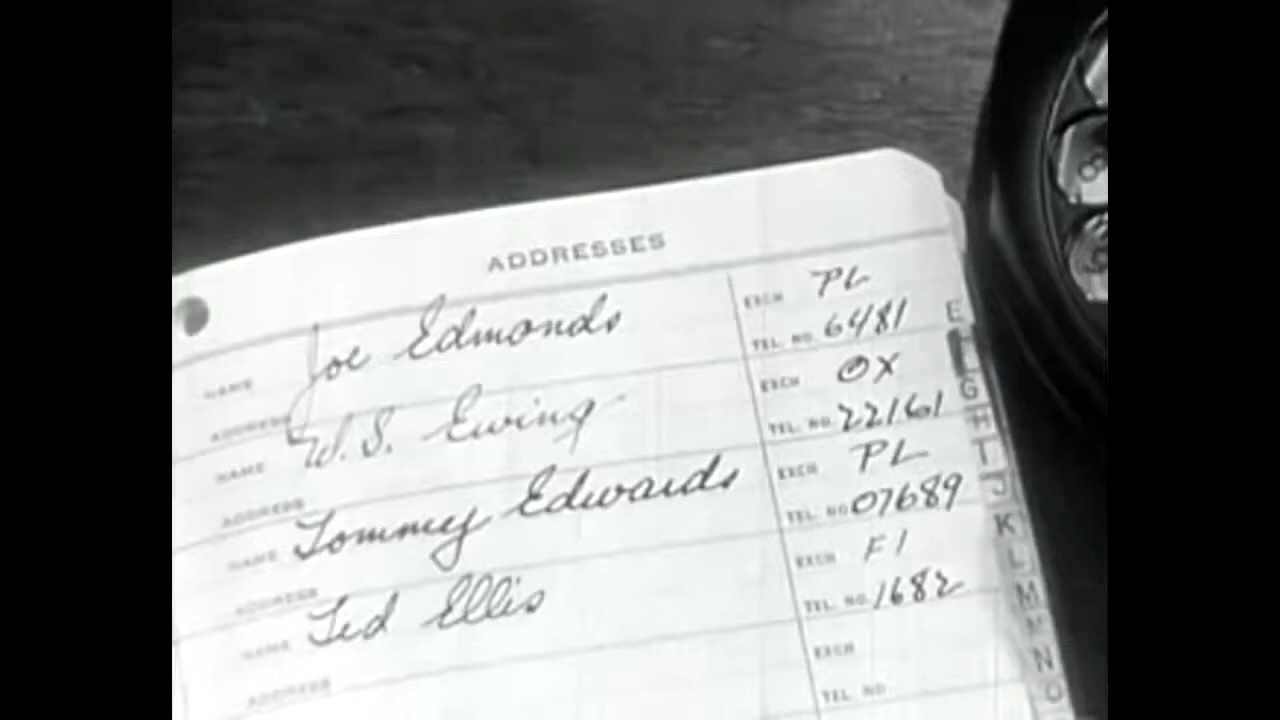 ADDRESSES
NAME Joe Edmonds EXCH PL
ADDRESS TEL. NO. 6481
NAME W.S. Ewing EXCH OX
ADDRESS TEL. NO. 22161
NAME Tommy Edwards EXCH PL
ADDRESS TEL. NO. 07689
NAME Ted Ellis EXCH FI
ADDRESS TEL. NO. 1682
EXCH
TEL. NO.
E
G
H
I
J
K
L
M
N
O
8
9